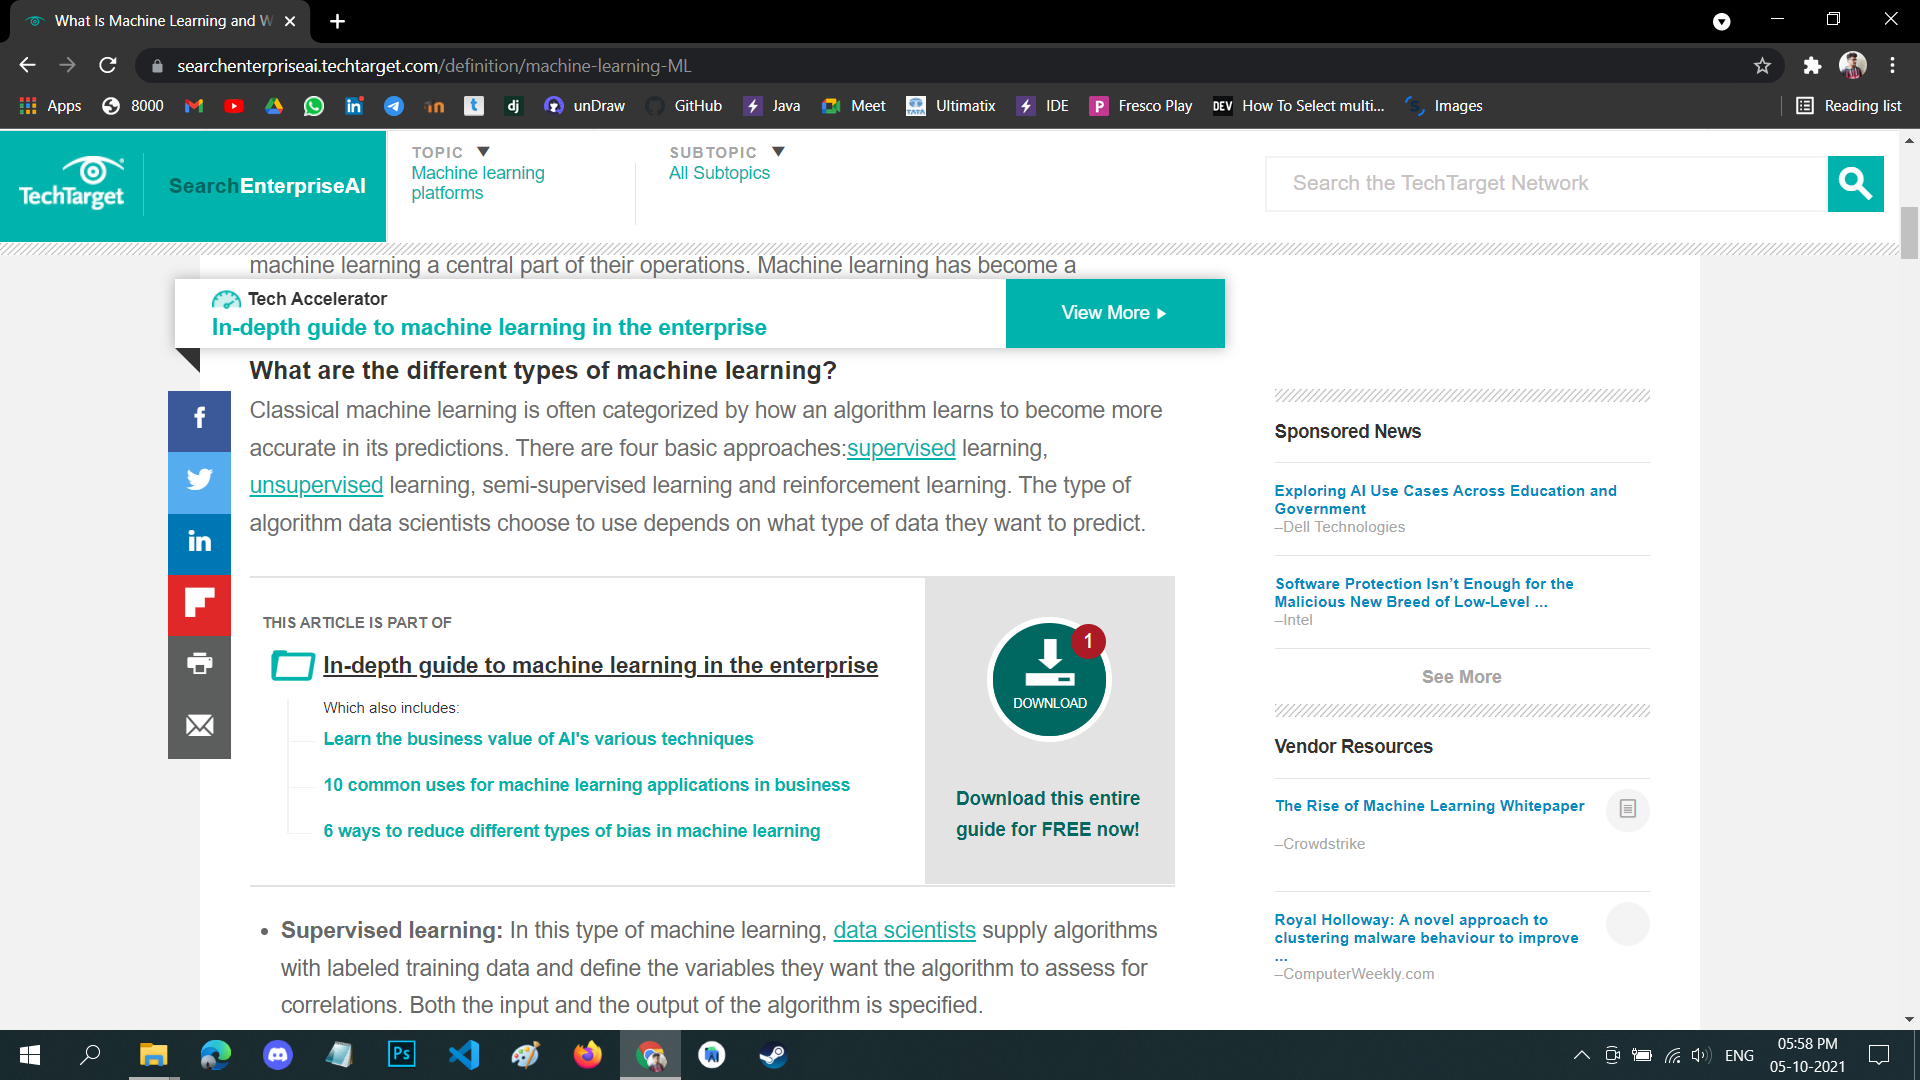 What Is Machine Learning and W
searchenterpriseai.techtarget.com/definition/machine-learning-ML
Apps
8000
unDraw
GitHub
Java
Meet
Ultimatix
IDE
Fresco Play
How To Select multi...
Images
Reading list
TechTarget
SearchEnterpriseAI
TOPIC
Machine learning
platforms
SUBTOPIC
All Subtopics
Search the TechTarget Network
machine learning a central part of their operations. Machine learning has become a
Tech Accelerator
In-depth guide to machine learning in the enterprise
View More
What are the different types of machine learning?
Classical machine learning is often categorized by how an algorithm learns to become more
accurate in its predictions. There are four basic approaches:supervised learning,
unsupervised learning, semi-supervised learning and reinforcement learning. The type of
algorithm data scientists choose to use depends on what type of data they want to predict.
THIS ARTICLE IS PART OF
In-depth guide to machine learning in the enterprise
Which also includes:
Learn the business value of AI's various techniques
10 common uses for machine learning applications in business
6 ways to reduce different types of bias in machine learning
1
DOWNLOAD
Download this entire
guide for FREE now!
Supervised learning: In this type of machine learning, data scientists supply algorithms
with labeled training data and define the variables they want the algorithm to assess for
correlations. Both the input and the output of the algorithm is specified.
Sponsored News
Exploring AI Use Cases Across Education and
Government
–Dell Technologies
Software Protection Isn’t Enough for the
Malicious New Breed of Low-Level ...
–Intel
See More
Vendor Resources
The Rise of Machine Learning Whitepaper
–Crowdstrike
Royal Holloway: A novel approach to
clustering malware behaviour to improve
...
–ComputerWeekly.com
ENG
05:58 PM
05-10-2021